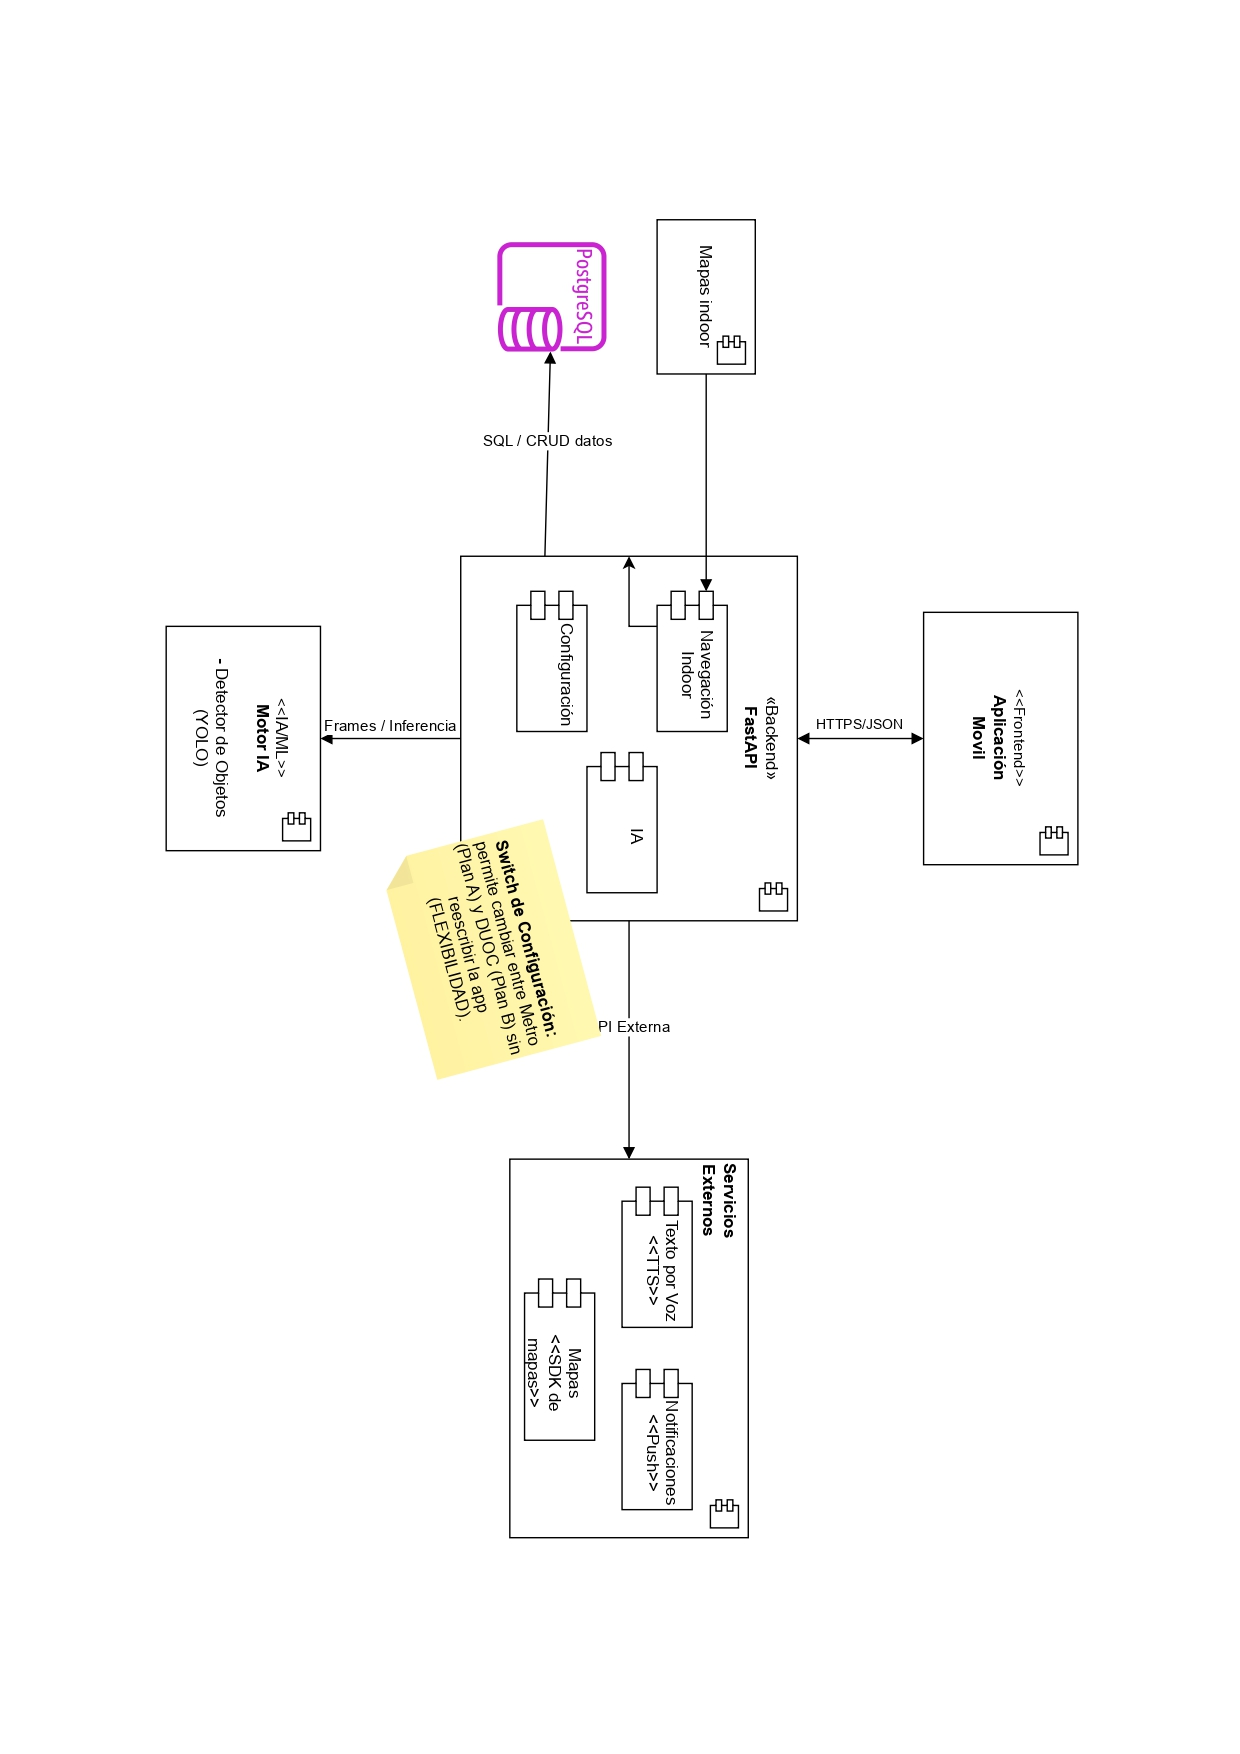 <<Frontend>>
Aplicación
Movil
HTTPS/JSON
Mapas indoor
«Backend»
FastAPI
Navegación
Indoor
IA
Configuración
PostgreSQL
SQL / CRUD datos
Servicios
Externos
Texto por Voz
<<TTS>>
Notificaciones
<<Push>>
Mapas
<<SDK de
mapas>>
PI Externa
Switch de Configuración:
permite cambiar entre Metro
(Plan A) y DUOC (Plan B) sin
reescribir la app
(FLEXIBILIDAD).
Frames / Inferencia
<<IA/ML>>
Motor IA
- Detector de Objetos
(YOLO)